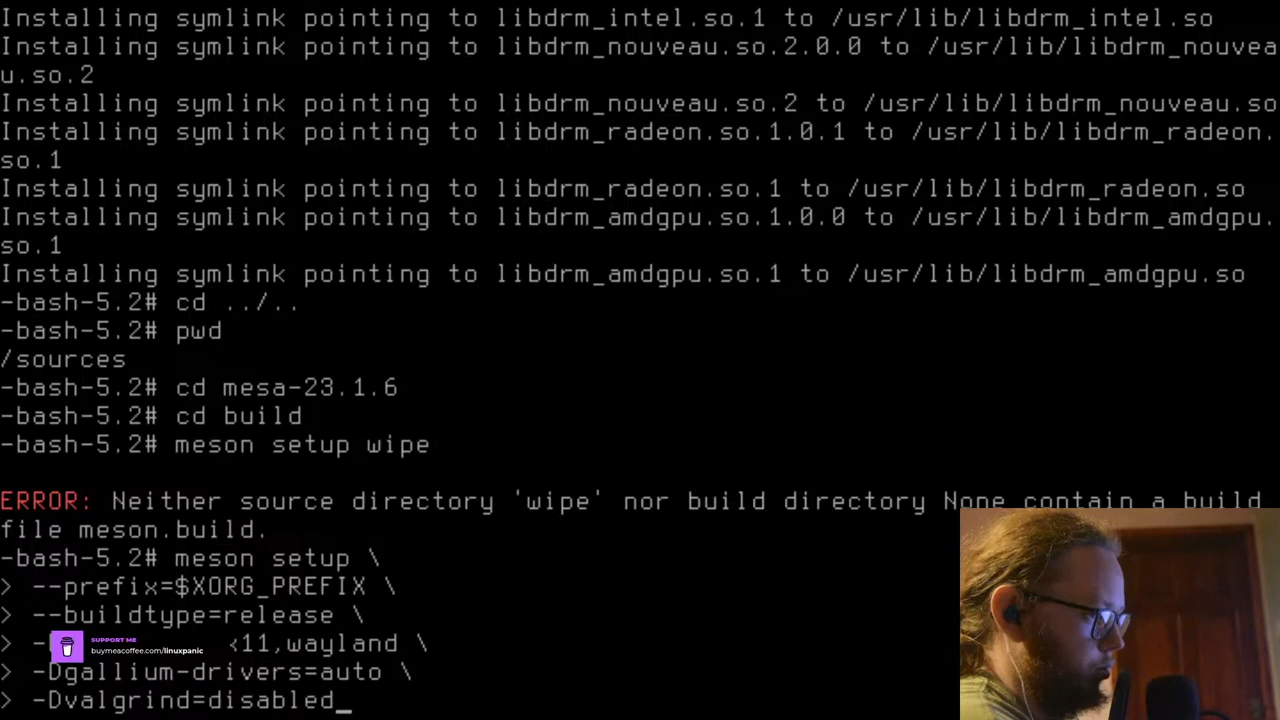 Installing symlink pointing to libdrm_intel.so.1 to /usr/lib/libdrm_intel.so
Installing symlink pointing to libdrm_nouveau.so.2.0.0 to /usr/lib/libdrm_nouvea
u.so.2
Installing symlink pointing to libdrm_nouveau.so.2 to /usr/lib/libdrm_nouveau.so
Installing symlink pointing to libdrm_radeon.so.1.0.1 to /usr/lib/libdrm_radeon.
so.1
Installing symlink pointing to libdrm_radeon.so.1 to /usr/lib/libdrm_radeon.so
Installing symlink pointing to libdrm_amdgpu.so.1.0.0 to /usr/lib/libdrm_amdgpu.
so.1
Installing symlink pointing to libdrm_amdgpu.so.1 to /usr/lib/libdrm_amdgpu.so
-bash-5.2# cd ../..
-bash-5.2# pwd
/sources
-bash-5.2# cd mesa-23.1.6
-bash-5.2# cd build
-bash-5.2# meson setup wipe
ERROR: Neither source directory 'wipe' nor build directory None contain a build
file meson.build.
-bash-5.2# meson setup \
> --prefix=$XORG_PREFIX \
> --buildtype=release \
> - 11,wayland \
SUPPORT ME
buymeacoffee.com/linuxpanic
> -Dgallium-drivers=auto \
> -Dvalgrind=disabled_